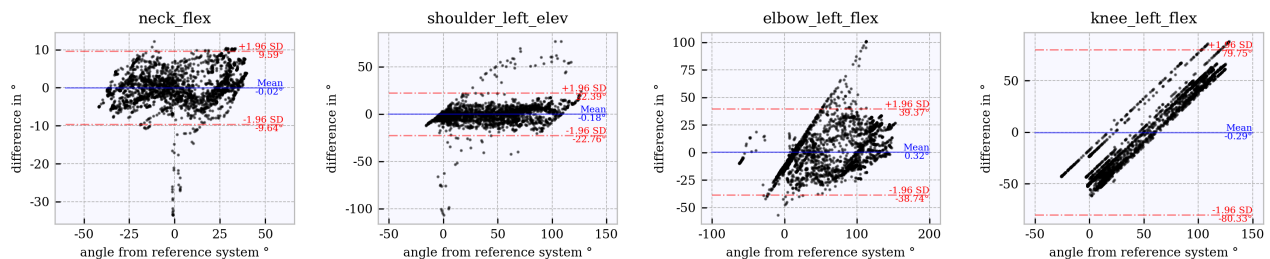 neck_flex
10
0
-10
-20
-30
difference in °
+1.96 SD
9.59°
Mean
-0.02°
-1.96 SD
-9.64°
-50
-25
0
25
50
angle from reference system °
shoulder_left_elev
50
0
-50
-100
difference in °
+1.96 SD
22.39°
Mean
-0.18°
-1.96 SD
-22.76°
-50
0
50
100
150
angle from reference system °
elbow_left_flex
100
75
50
25
0
-25
-50
difference in °
+1.96 SD
39.37°
Mean
0.32°
-1.96 SD
-38.74°
-100
0
100
200
angle from reference system °
knee_left_flex
50
0
-50
difference in °
+1.96 SD
79.75°
Mean
-0.29°
-1.96 SD
-80.33°
-50
0
50
100
150
angle from reference system °